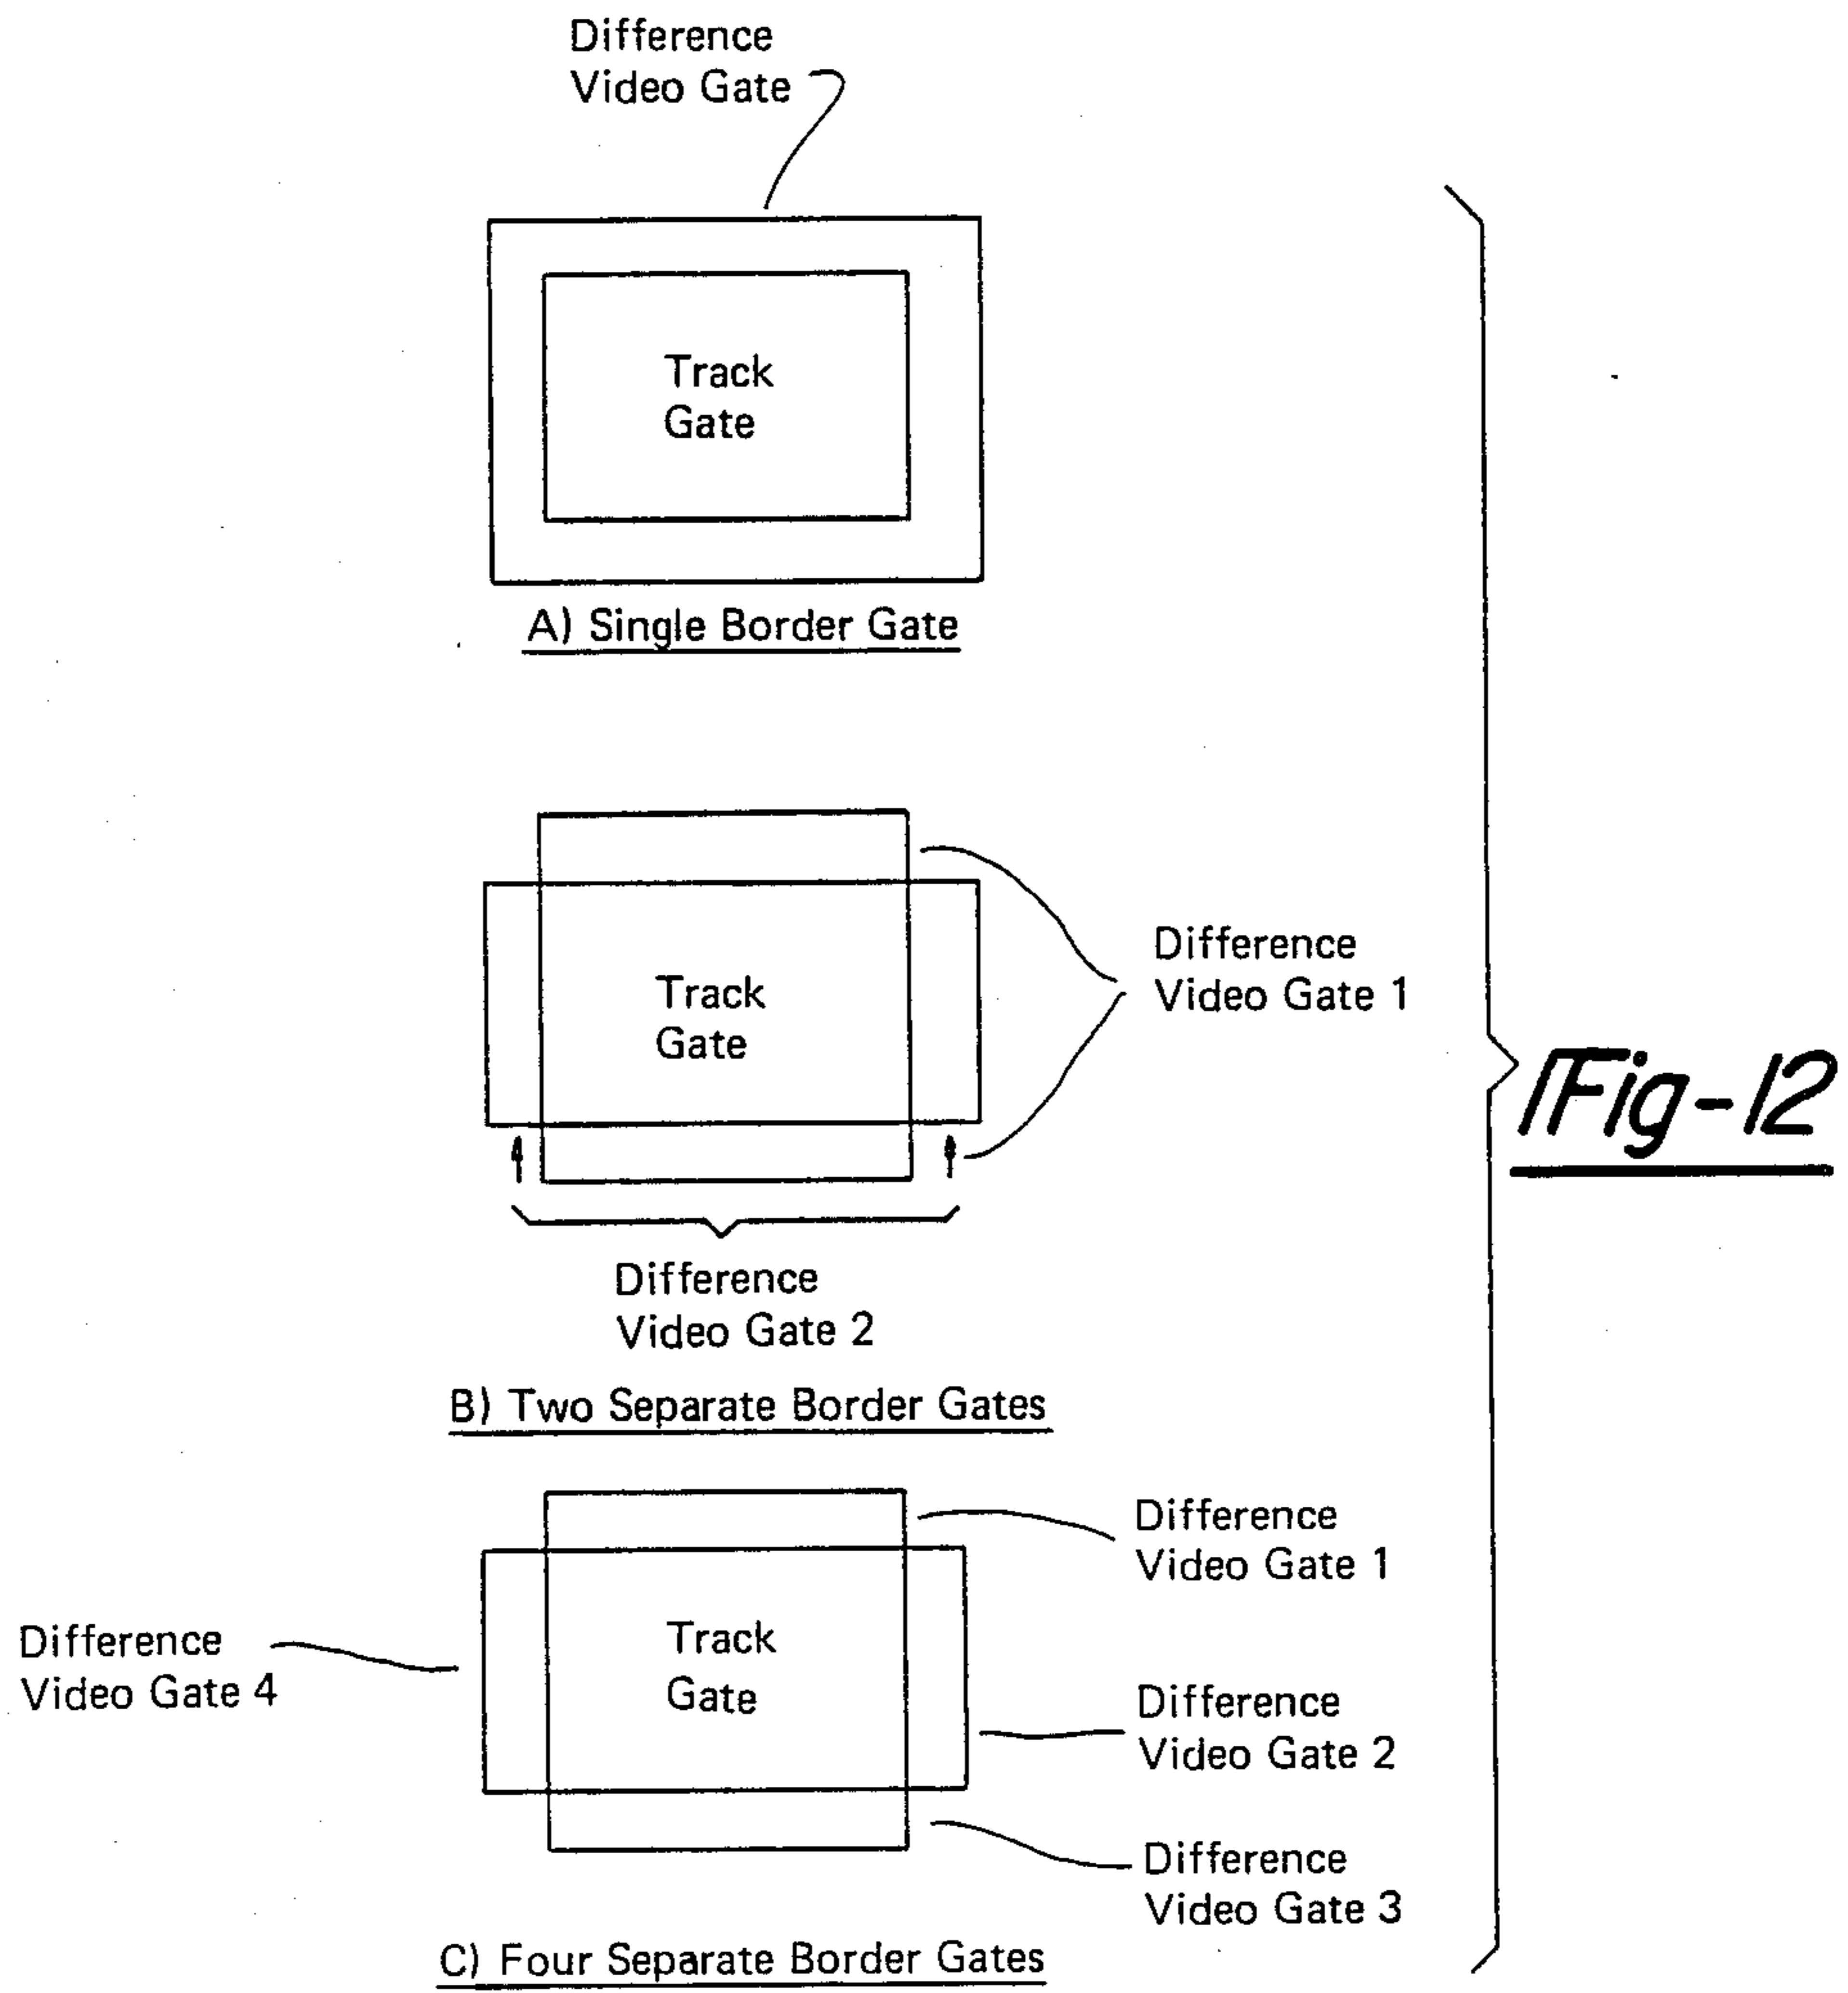 Difference
Video Gate
Track
Gate
A) Single Border Gate
Track
Gate
Difference
Video Gate 1
Difference
Video Gate 2
B) Two Separate Border Gates
Difference
Video Gate 1
Track
Gate
Difference
Video Gate 4
Difference
Video Gate 2
Difference
Video Gate 3
C) Four Separate Border Gates
Fig-12